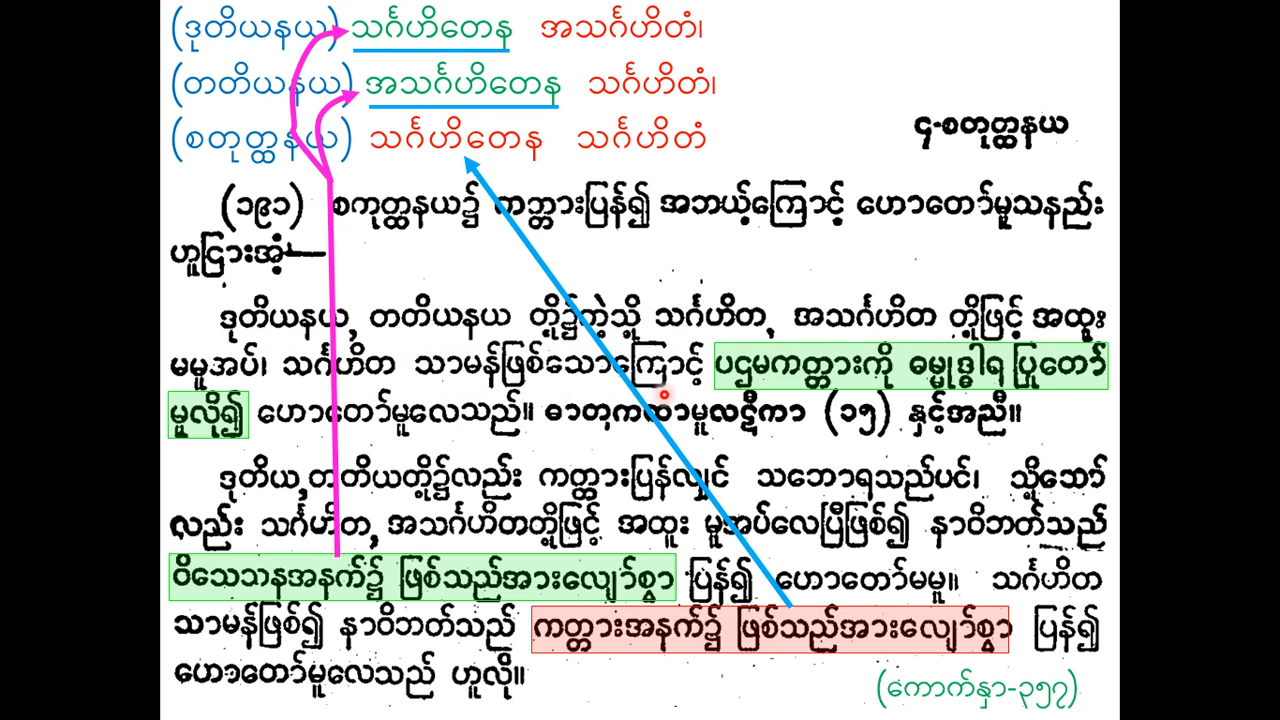 (ဒုတိယနယ) သင်္ဂဟိတေန အသင်္ဂဟိတံ၊
(တတိယနယ) အသင်္ဂဟိတေန သင်္ဂဟိတံ၊
(စတုတ္ထနယ) သင်္ဂဟိတေန သင်္ဂဟိတံ
၄-စတုတ္ထနယ
(၁၉၁) စကုတ္ထနယ၌ ကတ္တားပြန်၍ အဘယ့်ကြောင့် ဟောတော်မူသနည်း
ဟူငြားအံ့—
ဒုတိယနယ, တတိယနယ တို့၌ကဲ့သို့ သင်္ဂဟိတ, အသင်္ဂဟိတ တို့ဖြင့် အထူး
မမူအပ်၊ သင်္ဂဟိတ သာမန်ဖြစ်သောကြောင့် ပဌမကတ္တားကို ဓမ္မုဒ္ဓါရ ပြုတော်
မူလို၍ ဟောတော်မူလေသည်။ ဓာတုကထာမူလဋီကာ (၁၅) နှင့်အညီ။
ဒုတိယ,တတိယတို့၌လည်း ကတ္တားပြန်လျှင် သဘောရသည်ပင်၊ သို့သော်
လည်း သင်္ဂဟိတ, အသင်္ဂဟိတတို့ဖြင့် အထူး မူအပ်လေပြီဖြစ်၍ နာဝိဘတ်သည်
ဝိသေသနအနက်၌ ဖြစ်သည်အားလျော်စွာ ပြန်၍ ဟောတော်မမူ။ သင်္ဂဟိတ
သာမန်ဖြစ်၍ နာဝိဘတ်သည် ကတ္တားအနက်၌ ဖြစ်သည်အားလျော်စွာ ပြန်၍
ဟောတော်မူလေသည် ဟူလို။
(ကောက်နှာ-၃၅၇)